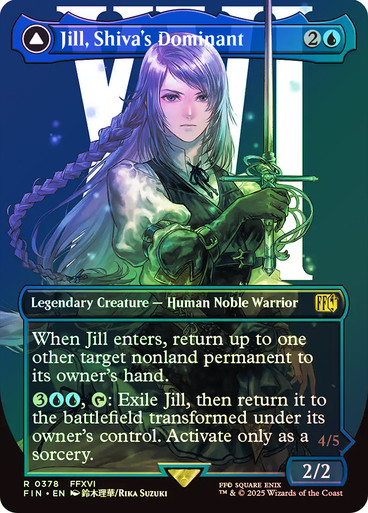 XVI
Jill, Shiva's Dominant 2
Legendary Creature — Human Noble Warrior FFC
When Jill enters, return up to one
other target nonland permanent to
its owner's hand.
3, : Exile Jill, then return it to
the battlefield transformed under its
owner's control. Activate only as a
sorcery.
4/5
2/2
R 0378 FFXVI
FIN • EN 鈴木理華/RIKA SUZUKI
FF© SQUARE ENIX
™ & © 2025 Wizards of the Coast